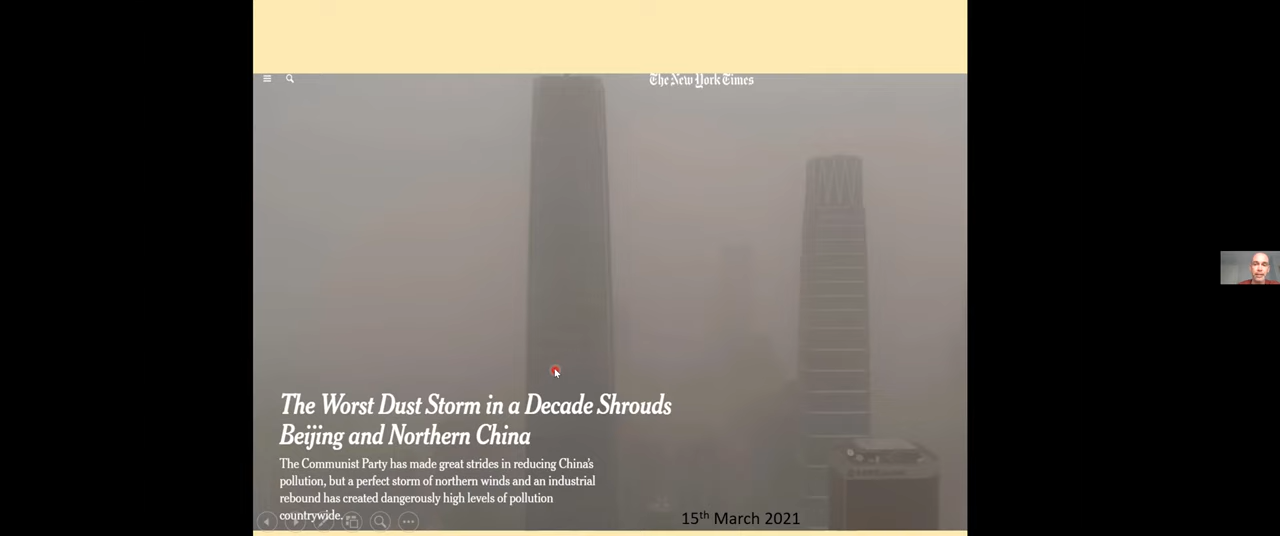 The New York Times
The Worst Dust Storm in a Decade Shrouds
Beijing and Northern China
The Communist Party has made great strides in reducing China's
pollution, but a perfect storm of northern winds and an industrial
rebound has created dangerously high levels of pollution
countrywide.
15th March 2021